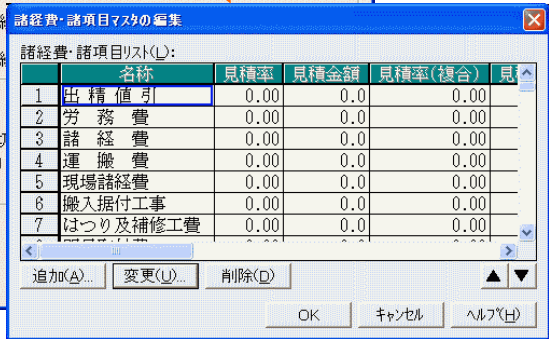 諸経費・諸項目ﾏｽﾀの編集
諸経費・諸項目ﾘｽﾄ(L):
名称 見積率 見積金額 見積率(複合)
1 出 精 値 引 0.00 0.0 0.00
2 労 務 費 0.00 0.0 0.00
3 諸 経 費 0.00 0.0 0.00
4 運 搬 費 0.00 0.0 0.00
5 現場諸経費 0.00 0.0 0.00
6 搬入据付工事 0.00 0.0 0.00
7 はつり及補修工費 0.00 0.0 0.00
追加(A)... 変更(U)... 削除(D) ▲ ▼
OK ｷｬﾝｾﾙ ﾍﾙﾌﾟ(H)